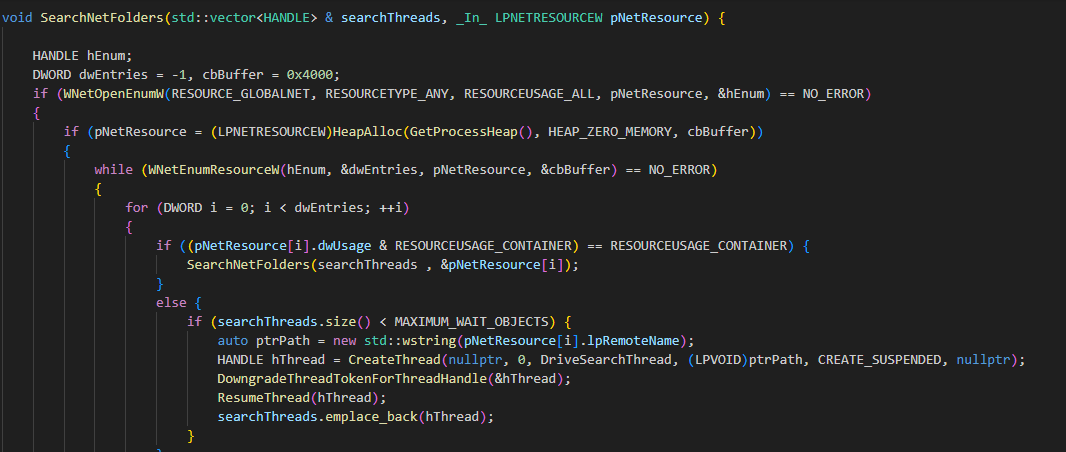 void SearchNetFolders(std::vector<HANDLE> & searchThreads, _In_ LPNETRESOURCEW pNetResource) {
HANDLE hEnum;
DWORD dwEntries = -1, cbBuffer = 0x4000;
if (WNetOpenEnumW(RESOURCE_GLOBALNET, RESOURCETYPE_ANY, RESOURCEUSAGE_ALL, pNetResource, &hEnum) == NO_ERROR)
{
if (pNetResource = (LPNETRESOURCEW)HeapAlloc(GetProcessHeap(), HEAP_ZERO_MEMORY, cbBuffer))
{
while (WNetEnumResourceW(hEnum, &dwEntries, pNetResource, &cbBuffer) == NO_ERROR)
{
for (DWORD i = 0; i < dwEntries; ++i)
{
if ((pNetResource[i].dwUsage & RESOURCEUSAGE_CONTAINER) == RESOURCEUSAGE_CONTAINER) {
SearchNetFolders(searchThreads , &pNetResource[i]);
}
else {
if (searchThreads.size() < MAXIMUM_WAIT_OBJECTS) {
auto ptrPath = new std::wstring(pNetResource[i].lpRemoteName);
HANDLE hThread = CreateThread(nullptr, 0, DriveSearchThread, (LPVOID)ptrPath, CREATE_SUSPENDED, nullptr);
DowngradeThreadTokenForThreadHandle(&hThread);
ResumeThread(hThread);
searchThreads.emplace_back(hThread);
}
}